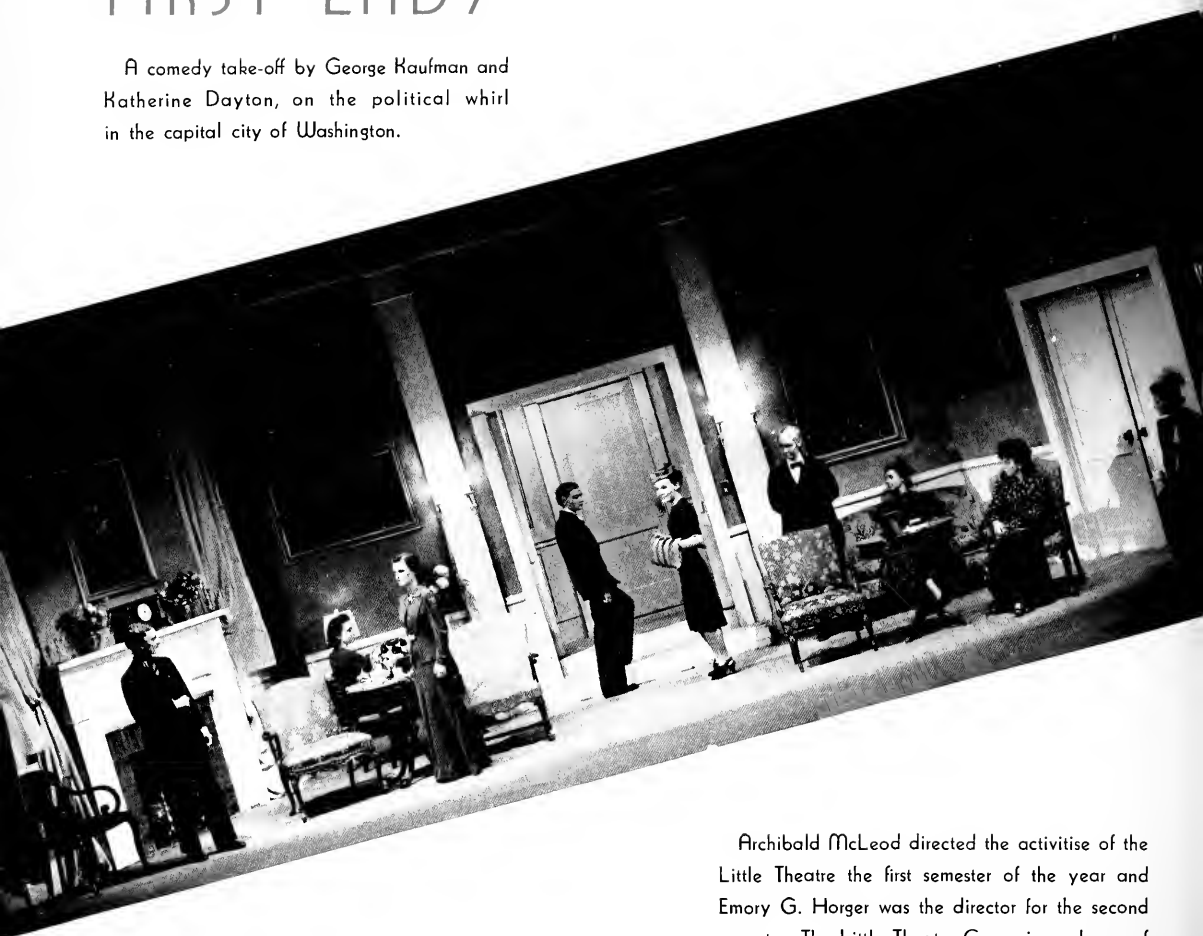 FIRST LADY
A comedy take-off by George Kaufman and
Katherine Dayton, on the political whirl
in the capital city of Washington.
Archibald McLeod directed the activitise of the
Little Theatre the first semester of the year and
Emory G. Horger was the director for the second